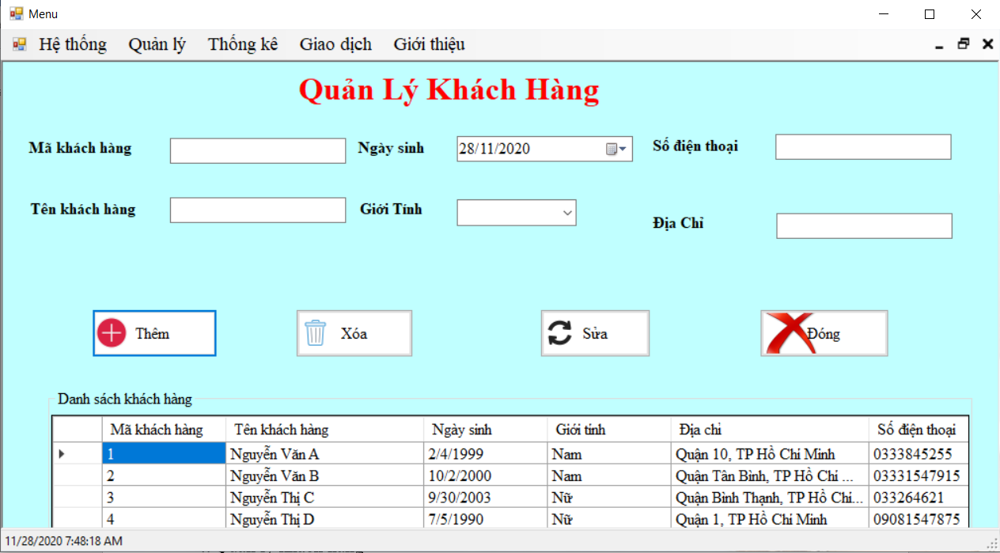 Menu
Hệ thống Quản lý Thống kê Giao dịch Giới thiệu
Quản Lý Khách Hàng
Mã khách hàng Ngày sinh 28/11/2020 Số điện thoại
Tên khách hàng Giới Tính
Địa Chỉ
Thêm Xóa Sửa Đóng
Danh sách khách hàng
Mã khách hàng Tên khách hàng Ngày sinh Giới tính Địa chỉ Số điện thoại
1 Nguyễn Văn A 2/4/1999 Nam Quận 10, TP Hồ Chí Minh 0333845255
2 Nguyễn Văn B 10/2/2000 Nam Quận Tân Bình, TP Hồ Chí ... 03331547915
3 Nguyễn Thị C 9/30/2003 Nữ Quận Bình Thạnh, TP Hồ Chí... 033264621
4 Nguyễn Thị D 7/5/1990 Nữ Quận 1, TP Hồ Chí Minh 09081547875
11/28/2020 7:48:18 AM